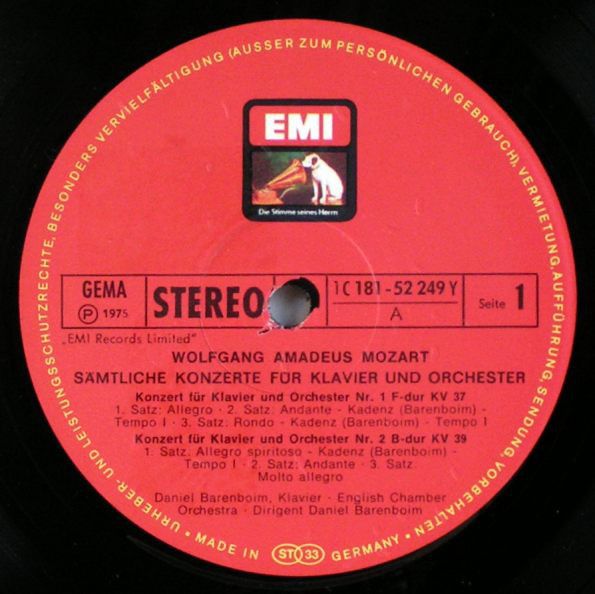 URHEBER- UND LEISTUNGSSCHUTZRECHTE, BESONDERS VERVIELFÄLTIGUNG (AUSSER ZUM PERSÖNLICHEN GEBRAUCH), VERMIETUNG, AUFFÜHRUNG, SENDUNG, VORBEHALTEN
EMI
Die Stimme seines Herrn
GEMA
Ⓟ 1975
STEREO
1C 181-52 249 Y
A
Seite 1
„EMI Records Limited"
WOLFGANG AMADEUS MOZART
SÄMTLICHE KONZERTE FÜR KLAVIER UND ORCHESTER
Konzert für Klavier und Orchester Nr. 1 F-dur KV 37
1. Satz: Allegro · 2. Satz: Andante - Kadenz (Barenboim) -
Tempo I · 3. Satz: Rondo - Kadenz (Barenboim) - Tempo I
Konzert für Klavier und Orchester Nr. 2 B-dur KV 39
1. Satz: Allegro spiritoso - Kadenz (Barenboim) -
Tempo I · 2. Satz: Andante · 3. Satz:
Molto allegro
Daniel Barenboim, Klavier · English Chamber
Orchestra · Dirigent Daniel Barenboim
• MADE IN ST 33 GERMANY •